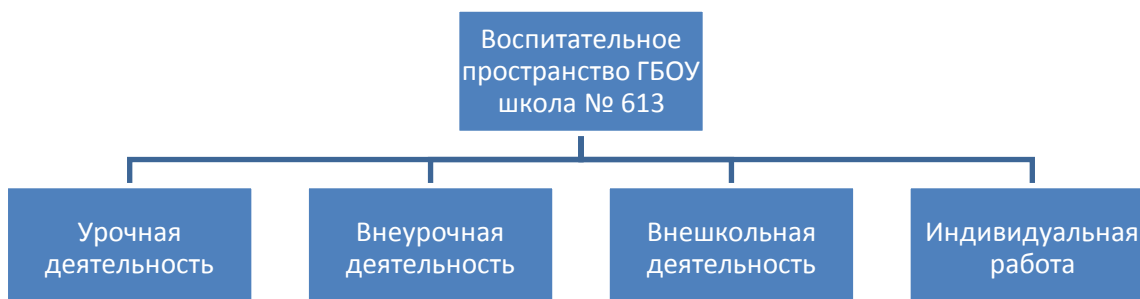 Воспитательное
пространство ГБОУ
школа № 613
Урочная
деятельность
Внеурочная
деятельность
Внешкольная
деятельность
Индивидуальная
работа